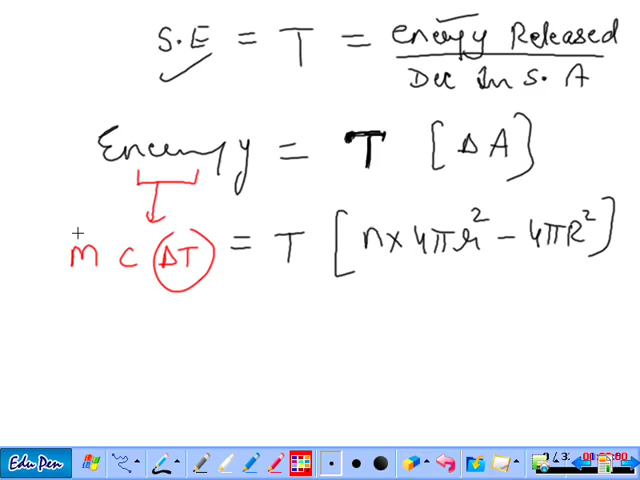 S.E = T = Energy Released
Dec In S.A
Energy = T [ΔA]
m c ΔT = T [n×4πr² – 4πR²]
Edu Pen